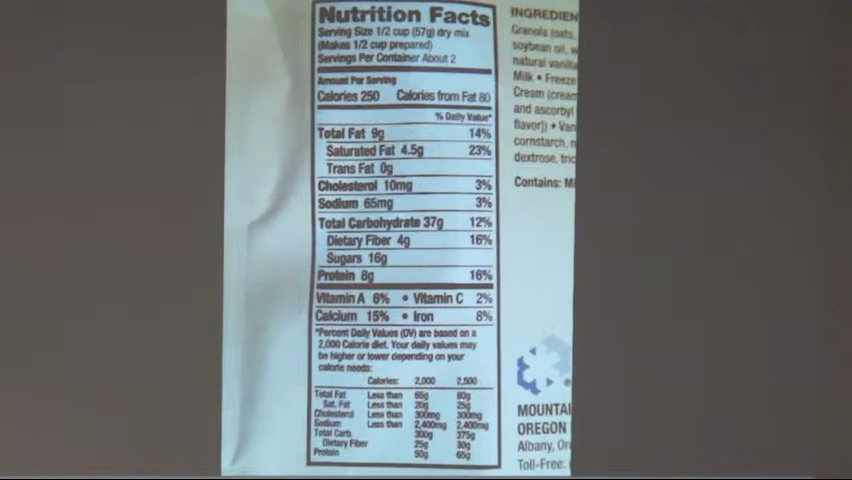 Nutrition Facts
Serving Size 1/2 cup (57g) dry mix
(Makes 1/2 cup prepared)
Servings Per Container About 2
Amount Per Serving
Calories 250 Calories from Fat 80
% Daily Value*
Total Fat 9g 14%
Saturated Fat 4.5g 23%
Trans Fat 0g
Cholesterol 10mg 3%
Sodium 65mg 3%
Total Carbohydrate 37g 12%
Dietary Fiber 4g 16%
Sugars 16g
Protein 8g 16%
Vitamin A 6% • Vitamin C 2%
Calcium 15% • Iron 8%
*Percent Daily Values (DV) are based on a
2,000 Calorie diet. Your daily values may
be higher or lower depending on your
calorie needs:
Calories: 2,000 2,500
Total Fat Less than 65g 80g
Sat. Fat Less than 20g 25g
Cholesterol Less than 300mg 300mg
Sodium Less than 2,400mg 2,400mg
Total Carb. 300g 375g
Dietary Fiber 25g 30g
Protein 50g 65g
INGREDIEN
Granola (oats,
soybean oil,
natural vanilla
Milk • Freeze
Cream (cream
and ascorbyl
flavor]) • Van
cornstarch,
dextrose, tric
Contains: Mi
MOUNTAI
OREGON
Albany, Or
Toll-Free: